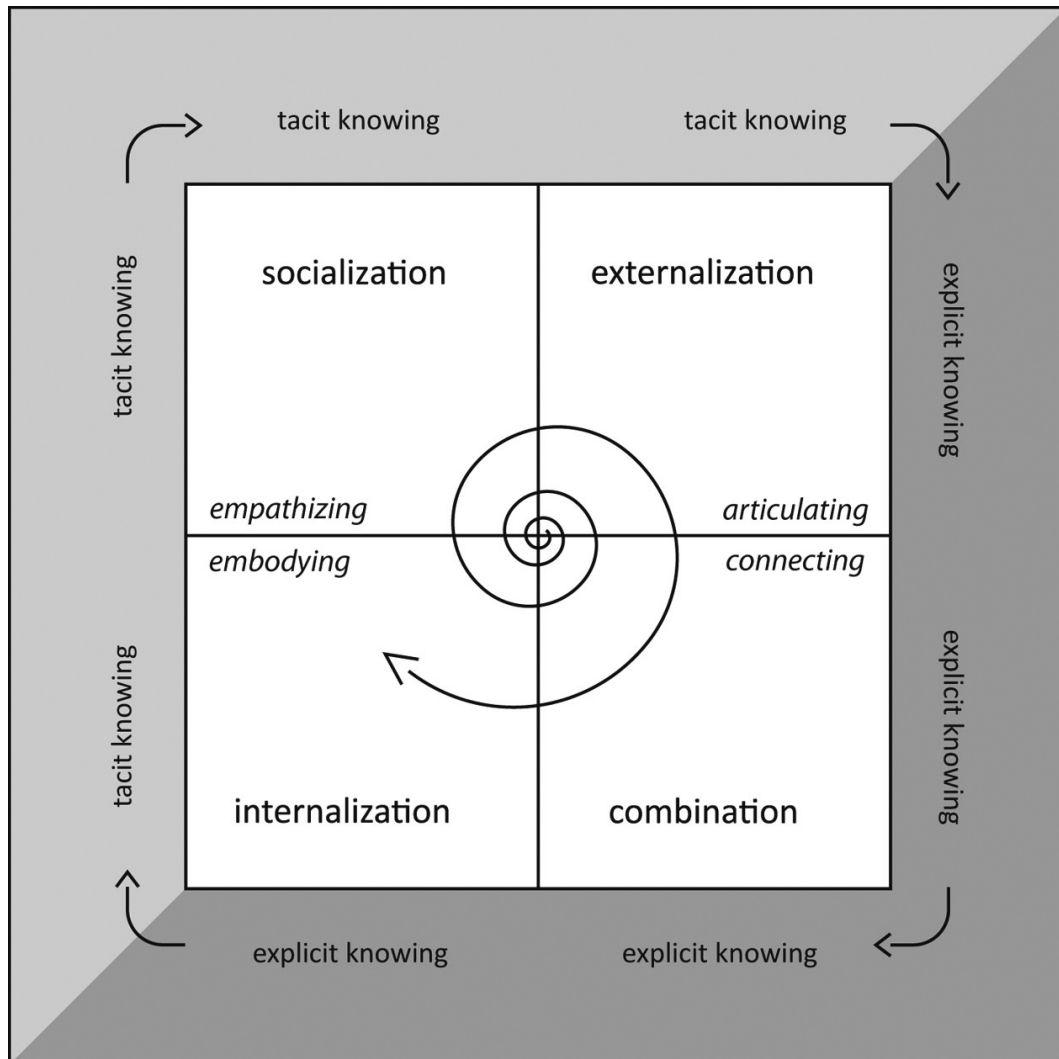 tacit knowing
tacit knowing
tacit knowing
explicit knowing
socialization
externalization
empathizing
articulating
embodying
connecting
tacit knowing
explicit knowing
internalization
combination
explicit knowing
explicit knowing